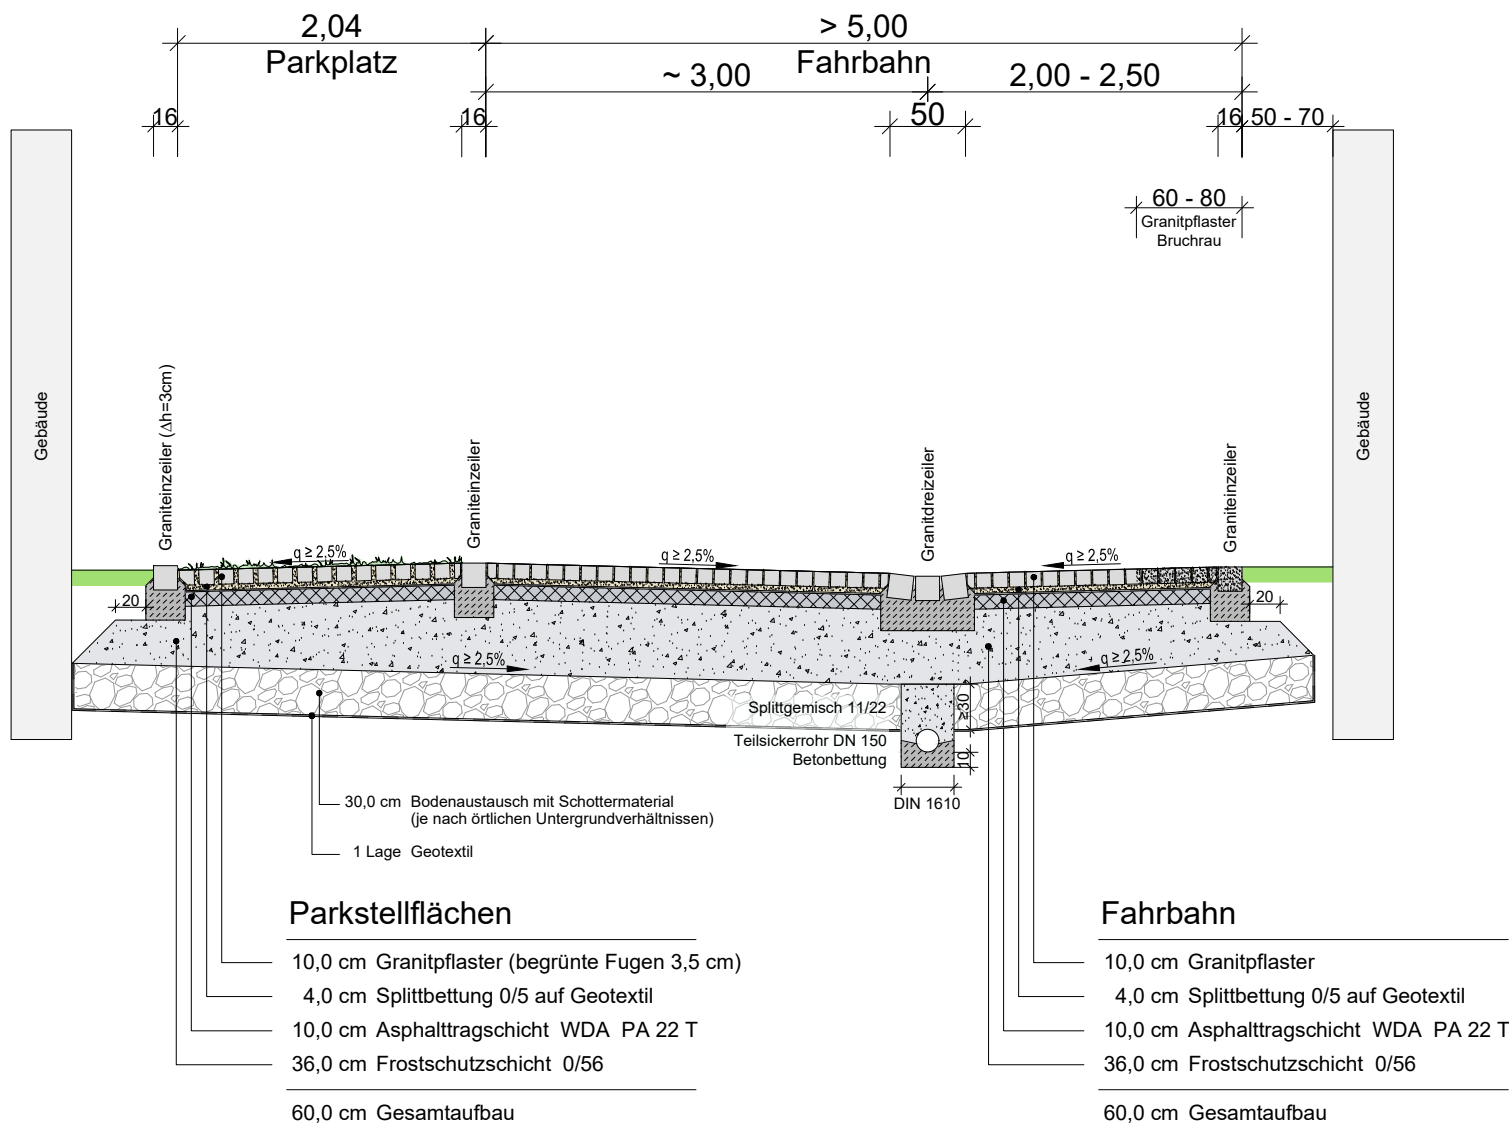 2,04
> 5,00
Parkplatz
Fahrbahn
~ 3,00
2,00 - 2,50
16
16
50
16
50 - 70
60 - 80
Granitpflaster
Bruchrau
Gebäude
Graniteinzeiler (Δh=3cm)
Graniteinzeiler
Granitdreizeiler
Graniteinzeiler
Gebäude
q ≥ 2,5%
q ≥ 2,5%
q ≥ 2,5%
20
20
q ≥ 2,5%
q ≥ 2,5%
Splittgemisch 11/22
≥30
Teilsickerrohr DN 150
Betonbettung
10
DIN 1610
30,0 cm Bodenaustausch mit Schottermaterial
(je nach örtlichen Untergrundverhältnissen)
1 Lage Geotextil
Parkstellflächen
10,0 cm Granitpflaster (begrünte Fugen 3,5 cm)
4,0 cm Splittbettung 0/5 auf Geotextil
10,0 cm Asphalttragschicht WDA PA 22 T
36,0 cm Frostschutzschicht 0/56
60,0 cm Gesamtaufbau
Fahrbahn
10,0 cm Granitpflaster
4,0 cm Splittbettung 0/5 auf Geotextil
10,0 cm Asphalttragschicht WDA PA 22 T
36,0 cm Frostschutzschicht 0/56
60,0 cm Gesamtaufbau